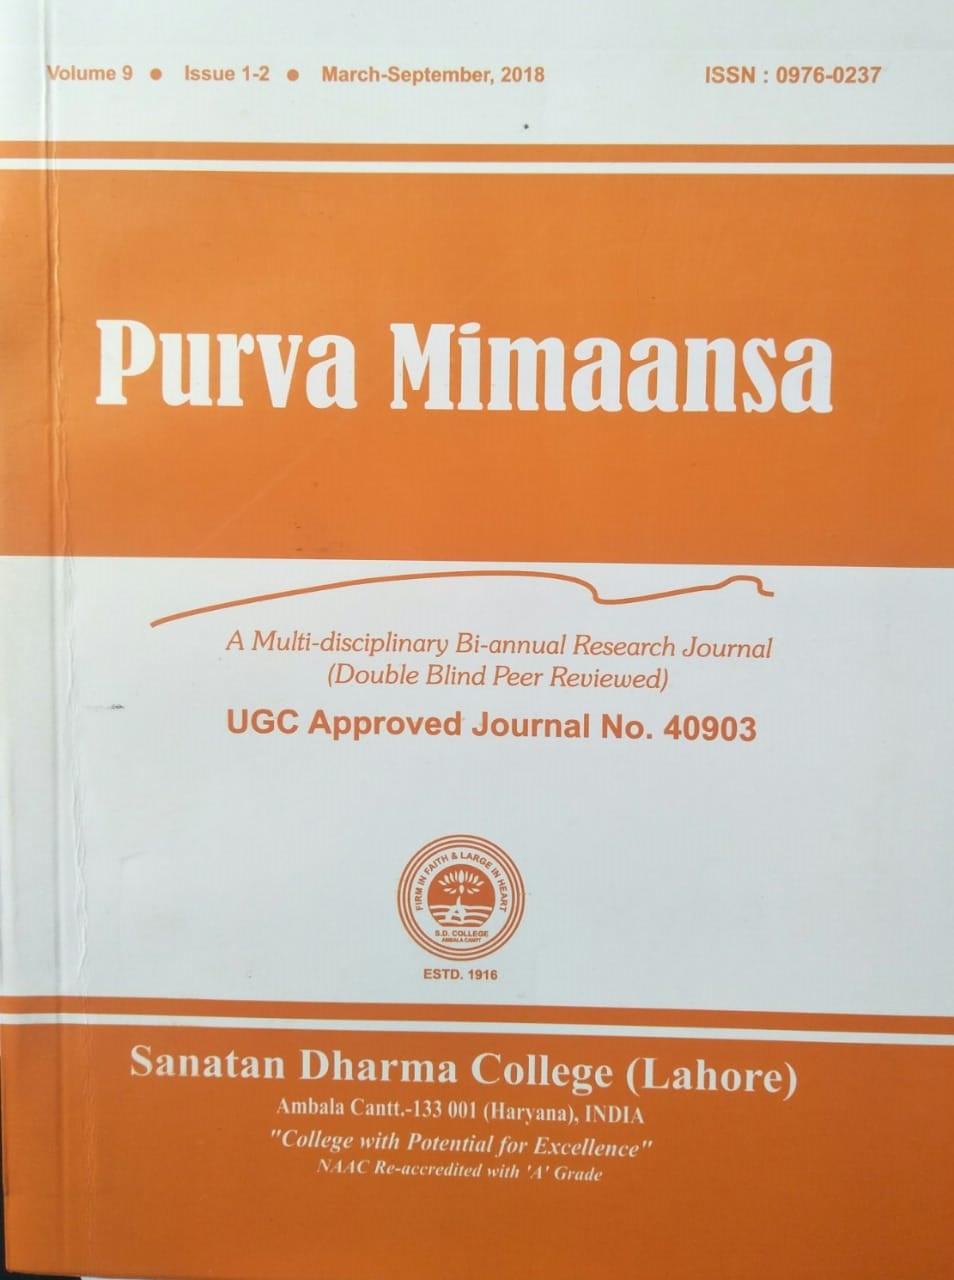 Volume 9 ● Issue 1-2 ● March-September, 2018 ISSN : 0976-0237
Purva Mimaansa
A Multi-disciplinary Bi-annual Research Journal
(Double Blind Peer Reviewed)
UGC Approved Journal No. 40903
FIRM IN FAITH & LARGE IN HEART
S.D. COLLEGE
AMBALA CANTT
ESTD. 1916
Sanatan Dharma College (Lahore)
Ambala Cantt.-133 001 (Haryana), INDIA
"College with Potential for Excellence"
NAAC Re-accredited with 'A' Grade